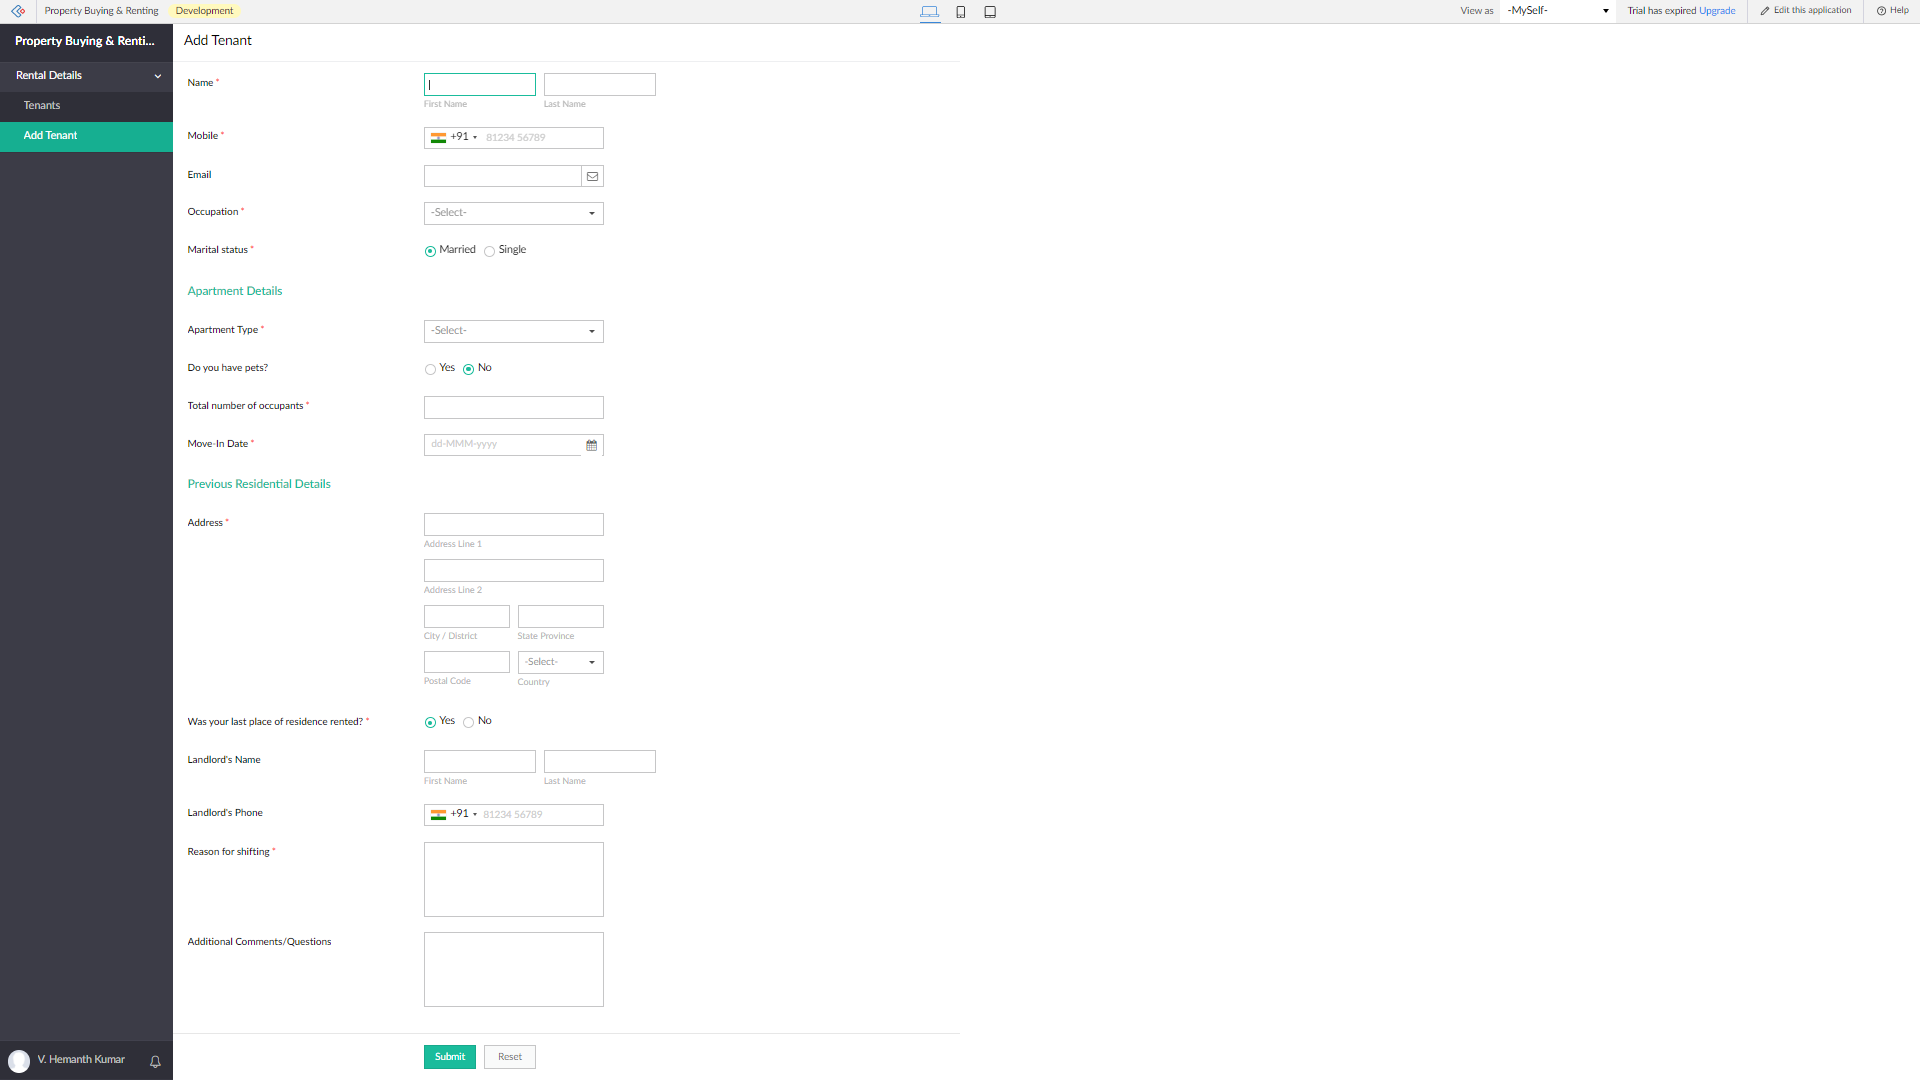 Property Buying & Renting Development View as -MySelf- Trial has expired Upgrade Edit this application Help
Property Buying & Renti...
Rental Details
Tenants
Add Tenant
V. Hemanth Kumar
Add Tenant
Name *
First Name Last Name
Mobile * +91 81234 56789
Email
Occupation * -Select-
Marital status * Married Single
Apartment Details
Apartment Type * -Select-
Do you have pets? Yes No
Total number of occupants *
Move-In Date * dd-MMM-yyyy
Previous Residential Details
Address *
Address Line 1
Address Line 2
City / District State Province
-Select-
Postal Code Country
Was your last place of residence rented? * Yes No
Landlord's Name
First Name Last Name
Landlord's Phone +91 81234 56789
Reason for shifting *
Additional Comments/Questions
Submit Reset